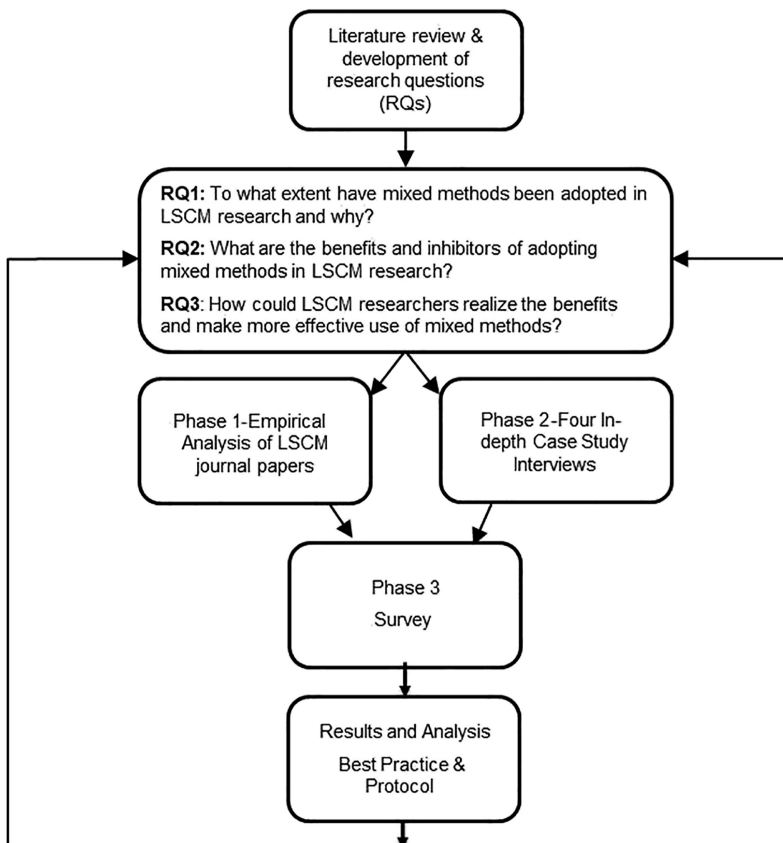 Literature review &
development of
research questions
(RQs)
RQ1: To what extent have mixed methods been adopted in
LSCM research and why?
RQ2: What are the benefits and inhibitors of adopting
mixed methods in LSCM research?
RQ3: How could LSCM researchers realize the benefits
and make more effective use of mixed methods?
Phase 1-Empirical
Analysis of LSCM
journal papers
Phase 2-Four In-
depth Case Study
Interviews
Phase 3
Survey
Results and Analysis
Best Practice &
Protocol